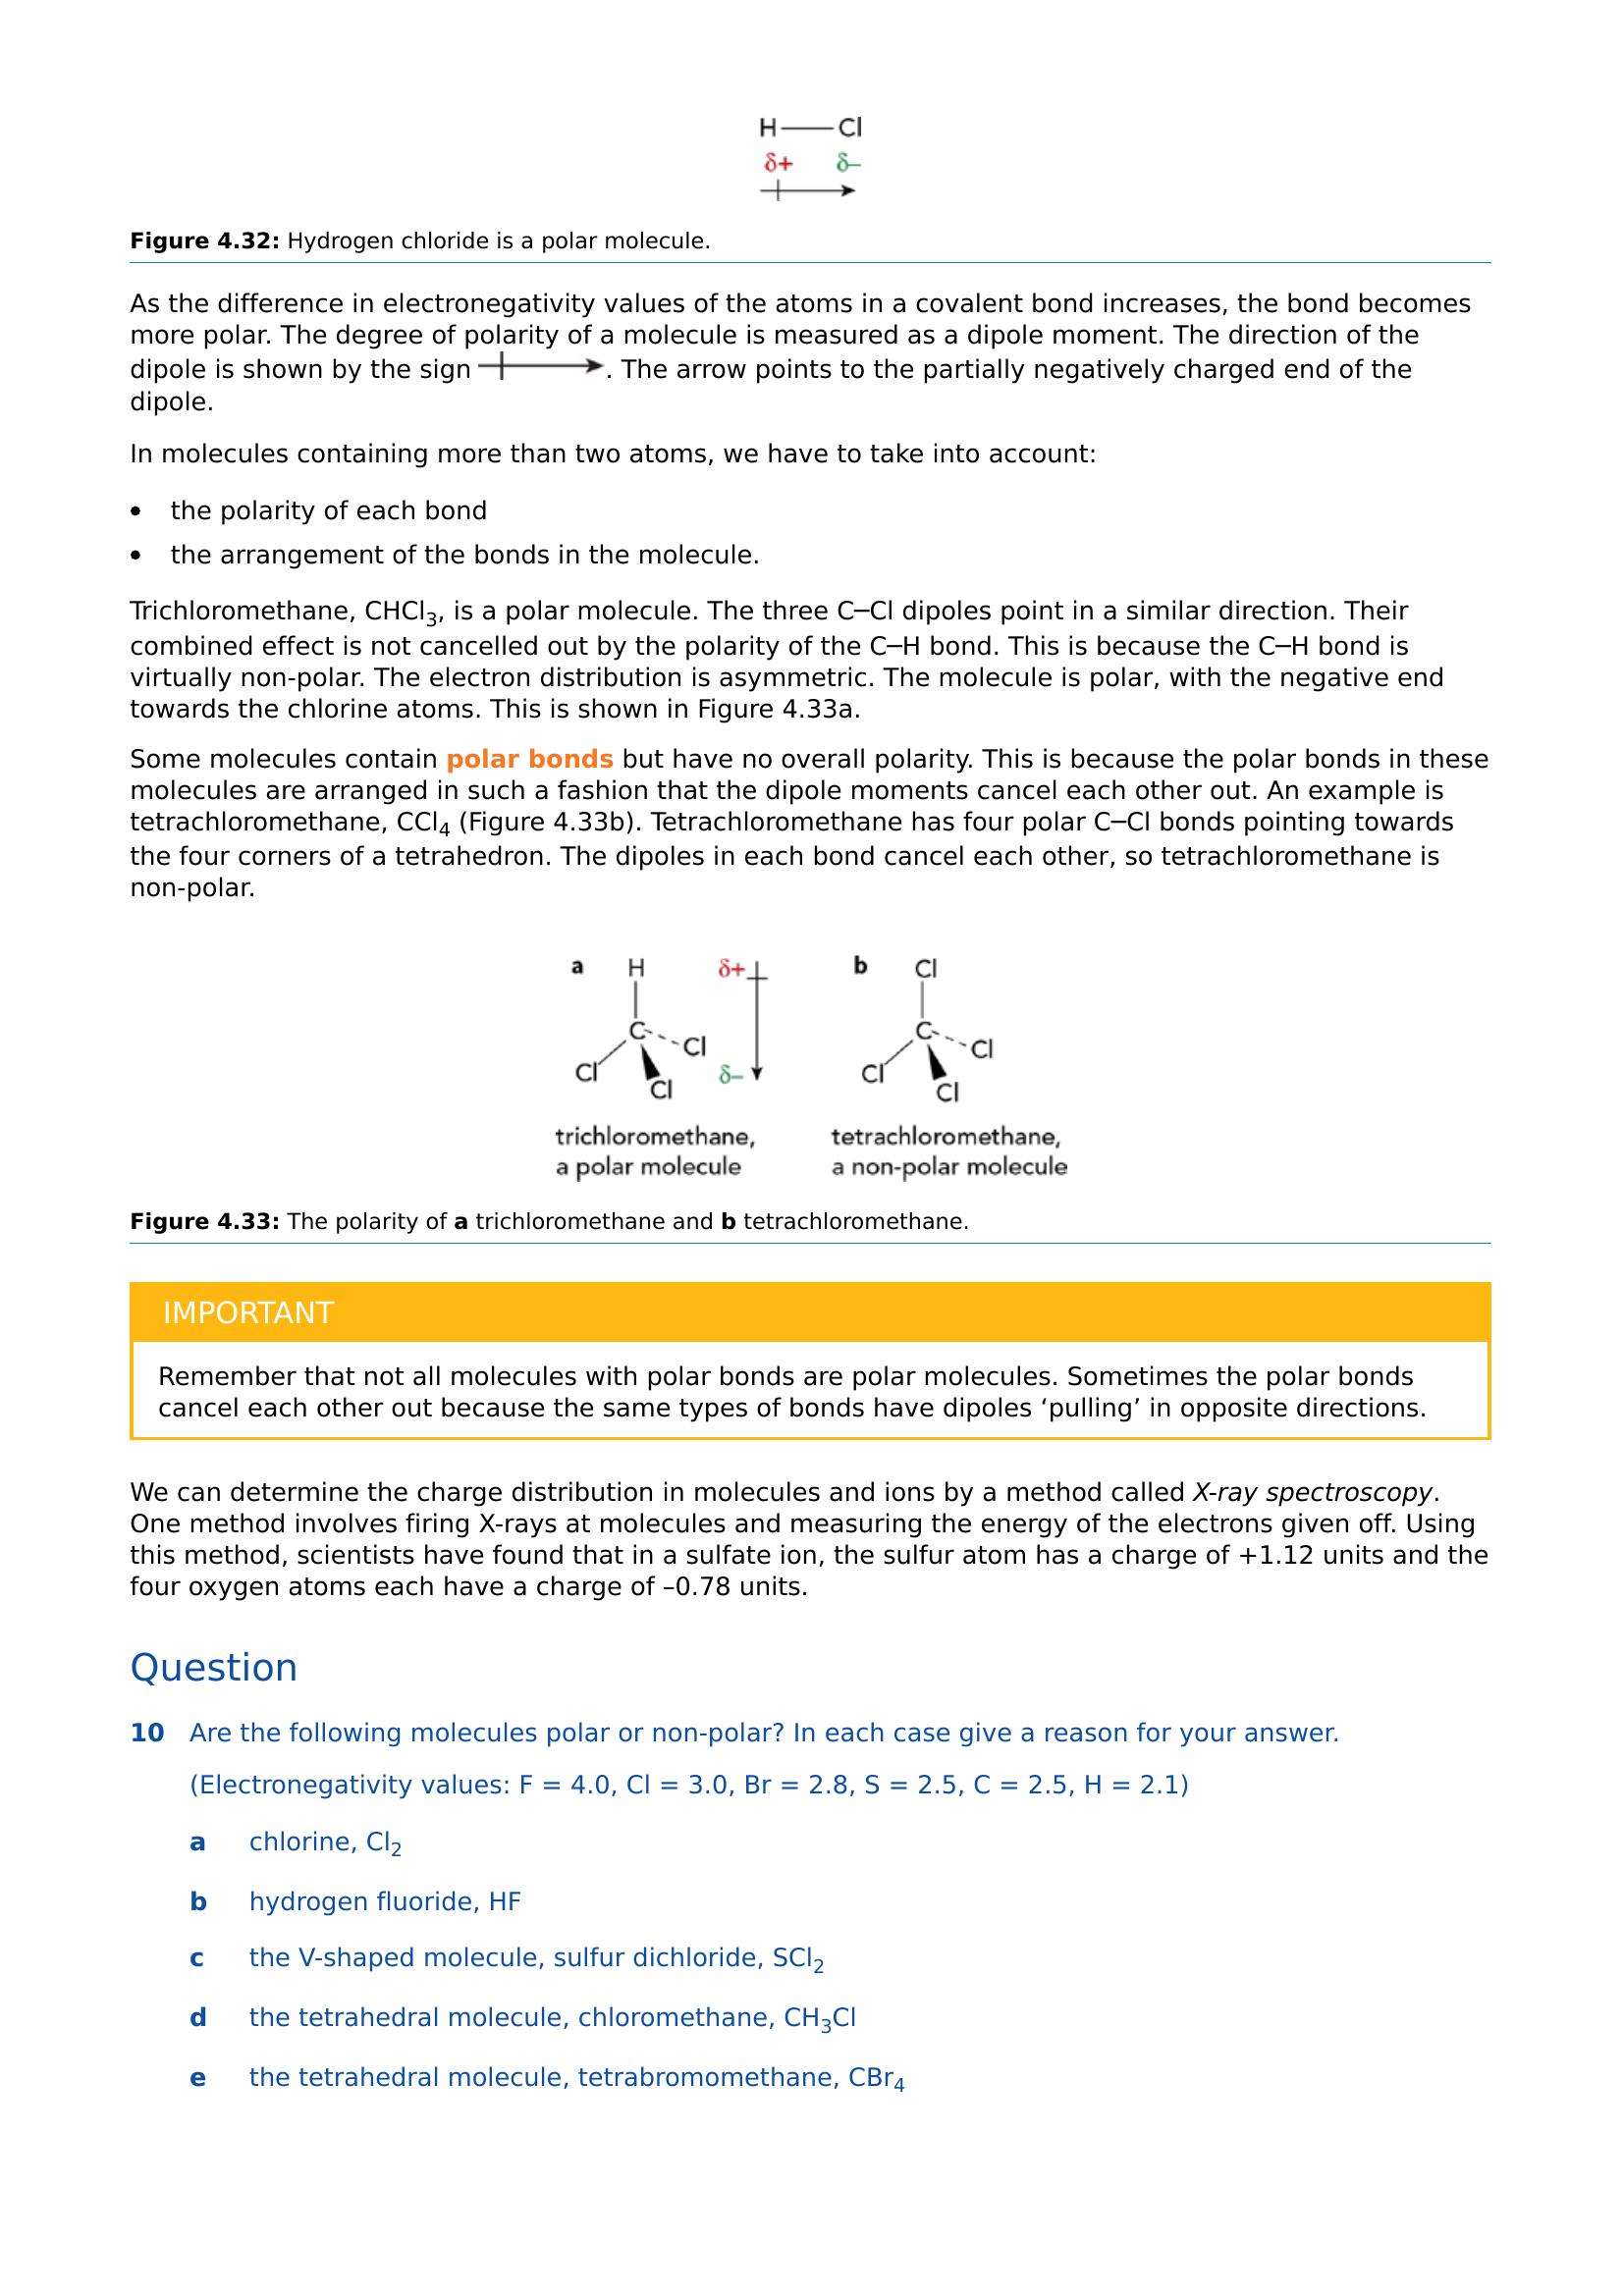 H Cl
δ+ δ–
Figure 4.32: Hydrogen chloride is a polar molecule.
As the difference in electronegativity values of the atoms in a covalent bond increases, the bond becomes
more polar. The degree of polarity of a molecule is measured as a dipole moment. The direction of the
dipole is shown by the sign . The arrow points to the partially negatively charged end of the
dipole.
In molecules containing more than two atoms, we have to take into account:
• the polarity of each bond
• the arrangement of the bonds in the molecule.
Trichloromethane, CHCl₃, is a polar molecule. The three C─Cl dipoles point in a similar direction. Their
combined effect is not cancelled out by the polarity of the C─H bond. This is because the C─H bond is
virtually non-polar. The electron distribution is asymmetric. The molecule is polar, with the negative end
towards the chlorine atoms. This is shown in Figure 4.33a.
Some molecules contain polar bonds but have no overall polarity. This is because the polar bonds in these
molecules are arranged in such a fashion that the dipole moments cancel each other out. An example is
tetrachloromethane, CCl₄ (Figure 4.33b). Tetrachloromethane has four polar C─Cl bonds pointing towards
the four corners of a tetrahedron. The dipoles in each bond cancel each other, so tetrachloromethane is
non-polar.
a H δ+
C Cl
Cl Cl δ–
trichloromethane,
a polar molecule
b Cl
C Cl
Cl Cl
tetrachloromethane,
a non-polar molecule
Figure 4.33: The polarity of a trichloromethane and b tetrachloromethane.
IMPORTANT
Remember that not all molecules with polar bonds are polar molecules. Sometimes the polar bonds
cancel each other out because the same types of bonds have dipoles ‘pulling’ in opposite directions.
We can determine the charge distribution in molecules and ions by a method called X-ray spectroscopy.
One method involves firing X-rays at molecules and measuring the energy of the electrons given off. Using
this method, scientists have found that in a sulfate ion, the sulfur atom has a charge of +1.12 units and the
four oxygen atoms each have a charge of –0.78 units.
Question
10 Are the following molecules polar or non-polar? In each case give a reason for your answer.
(Electronegativity values: F = 4.0, Cl = 3.0, Br = 2.8, S = 2.5, C = 2.5, H = 2.1)
a chlorine, Cl₂
b hydrogen fluoride, HF
c the V-shaped molecule, sulfur dichloride, SCl₂
d the tetrahedral molecule, chloromethane, CH₃Cl
e the tetrahedral molecule, tetrabromomethane, CBr₄